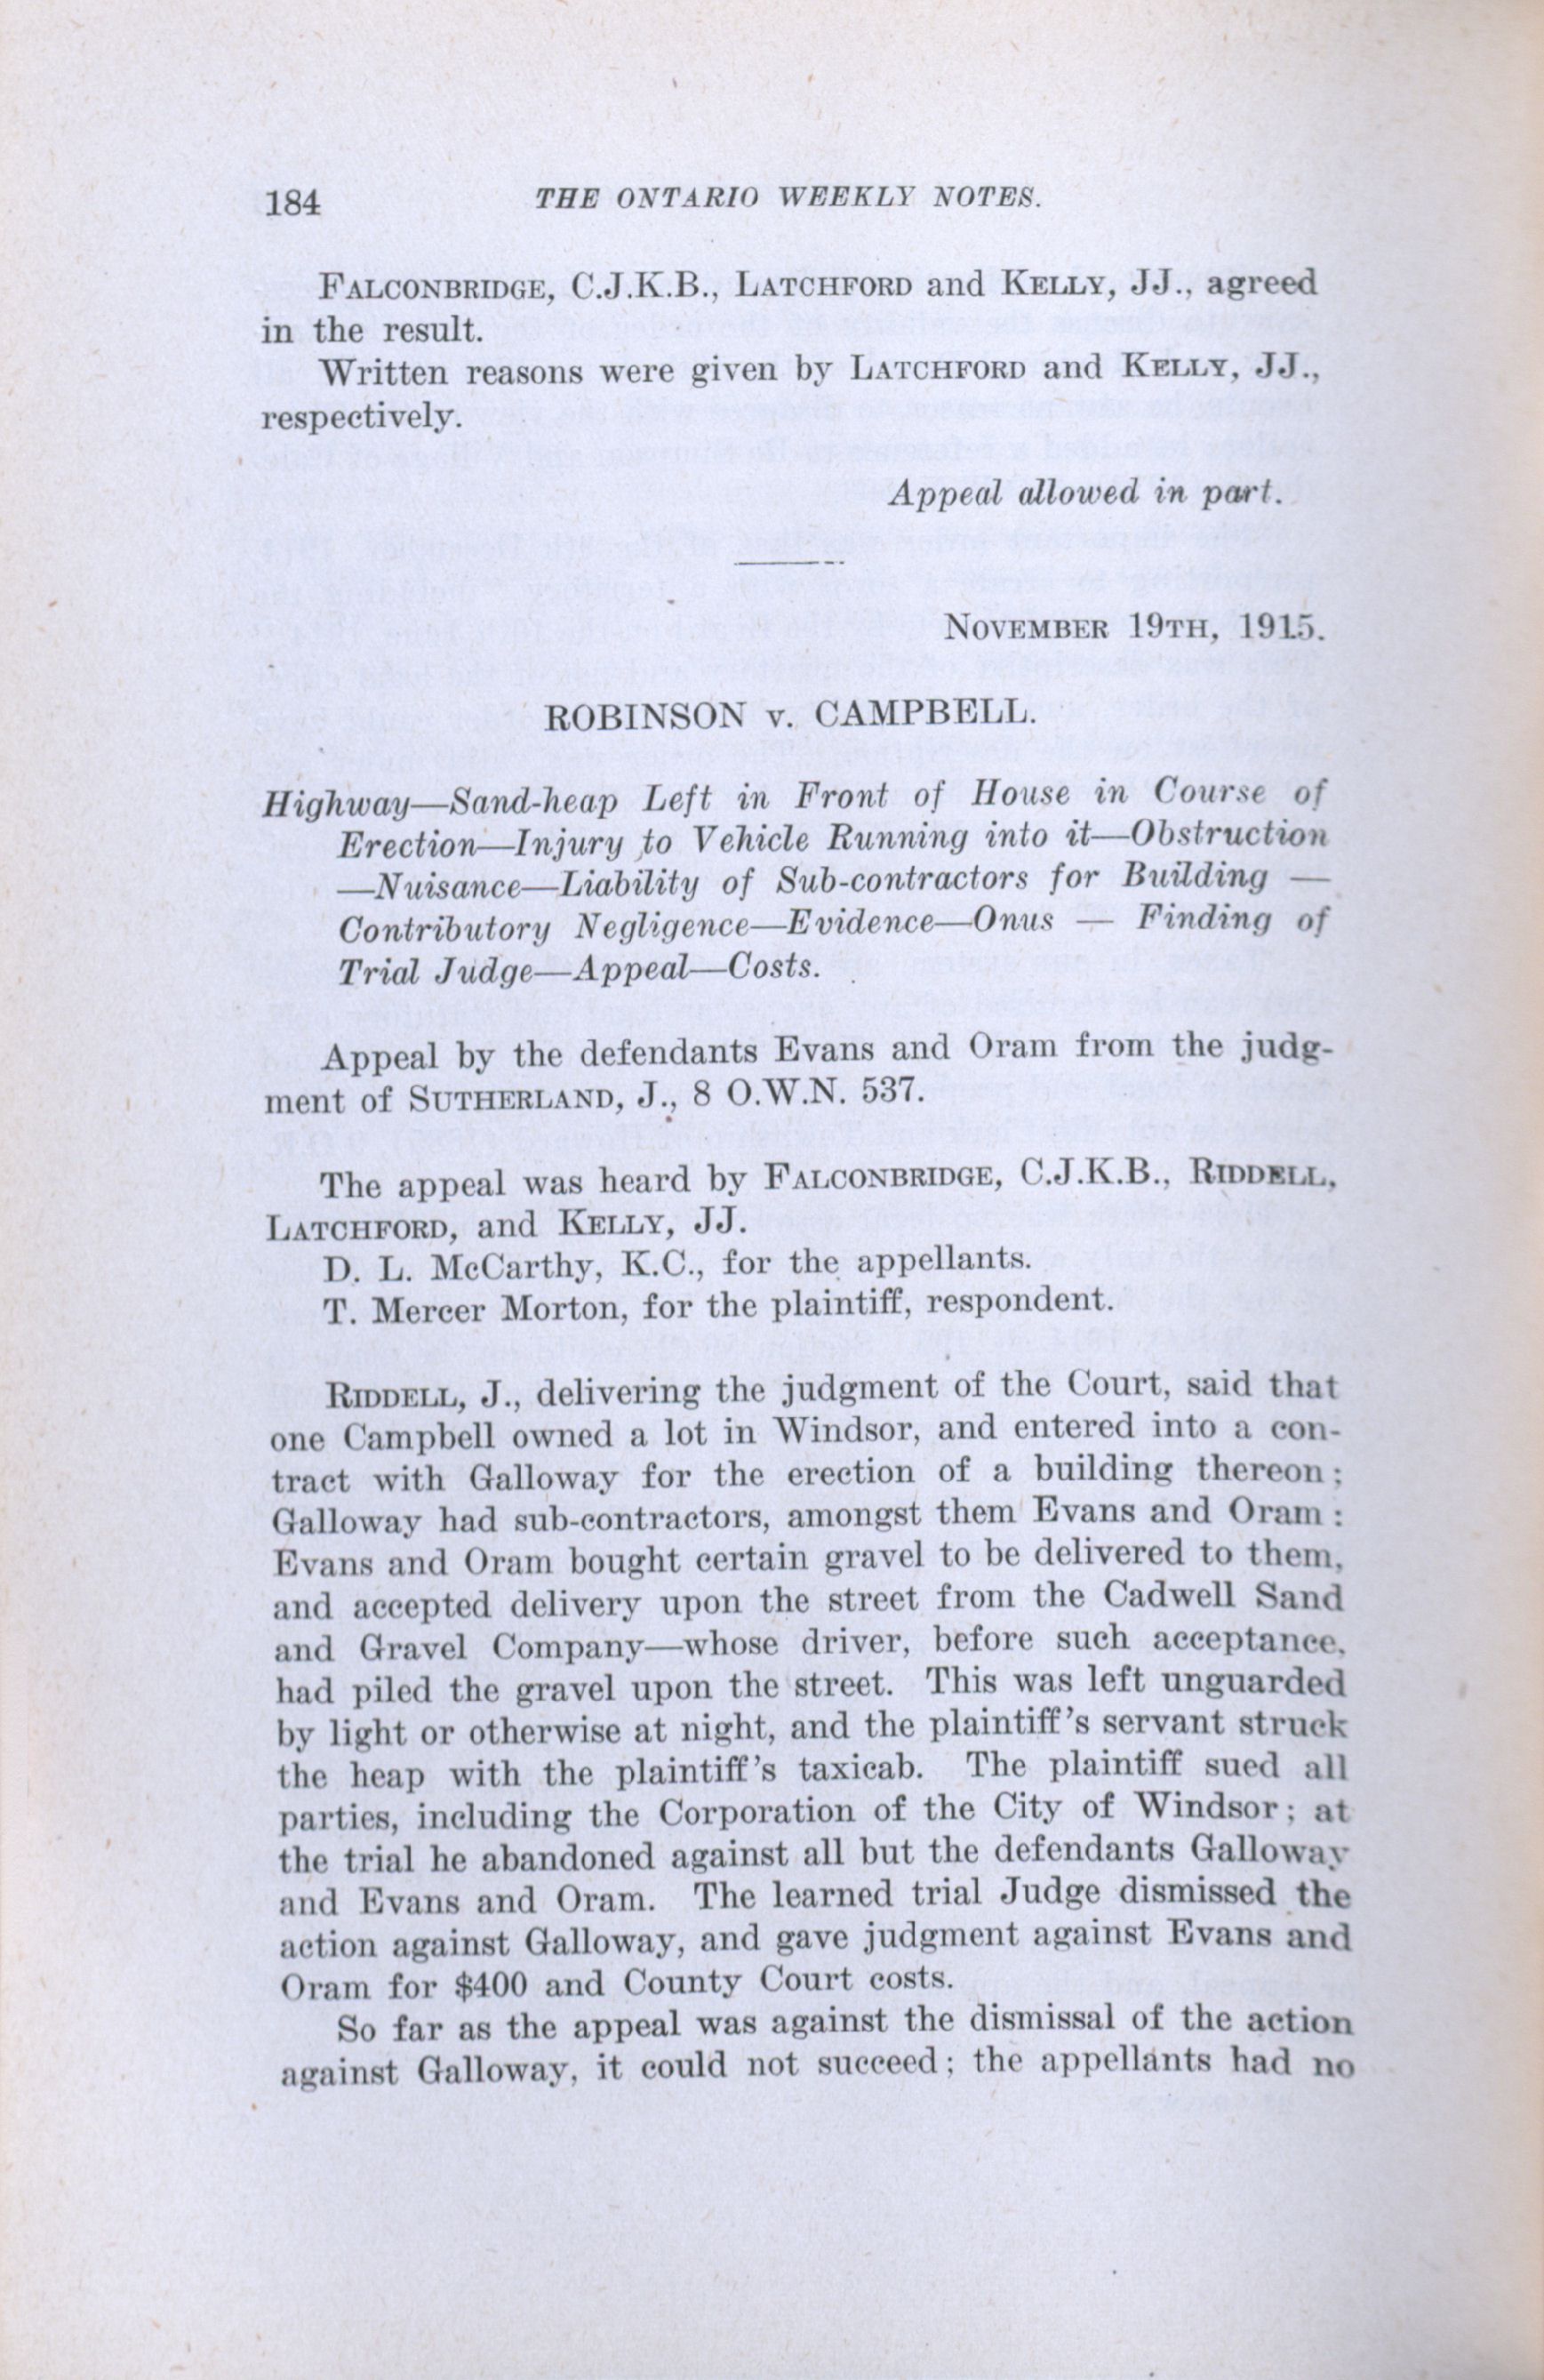 184 THE ONTARIO WEEKLY NOTES.
FALCONBRIDGE, C.J.K.B., LATCHFORD and KELLY, JJ., agreed
in the result.
Written reasons were given by LATCHFORD and KELLY, JJ.,
respectively.
Appeal allowed in part.
NOVEMBER 19TH, 1915.
ROBINSON v. CAMPBELL.
Highway—Sand-heap Left in Front of House in Course of
Erection—Injury to Vehicle Running into it—Obstruction
—Nuisance—Liability of Sub-contractors for Building —
Contributory Negligence—Evidence—Onus — Finding of
Trial Judge—Appeal—Costs.
Appeal by the defendants Evans and Oram from the judg-
ment of SUTHERLAND, J., 8 O.W.N. 537.
The appeal was heard by FALCONBRIDGE, C.J.K.B., RIDDELL,
LATCHFORD, and KELLY, JJ.
D. L. McCarthy, K.C., for the appellants.
T. Mercer Morton, for the plaintiff, respondent.
RIDDELL, J., delivering the judgment of the Court, said that
one Campbell owned a lot in Windsor, and entered into a con-
tract with Galloway for the erection of a building thereon;
Galloway had sub-contractors, amongst them Evans and Oram:
Evans and Oram bought certain gravel to be delivered to them,
and accepted delivery upon the street from the Cadwell Sand
and Gravel Company—whose driver, before such acceptance,
had piled the gravel upon the street. This was left unguarded
by light or otherwise at night, and the plaintiff's servant struck
the heap with the plaintiff's taxicab. The plaintiff sued all
parties, including the Corporation of the City of Windsor; at
the trial he abandoned against all but the defendants Galloway
and Evans and Oram. The learned trial Judge dismissed the
action against Galloway, and gave judgment against Evans and
Oram for $400 and County Court costs.
So far as the appeal was against the dismissal of the action
against Galloway, it could not succeed; the appellants had no